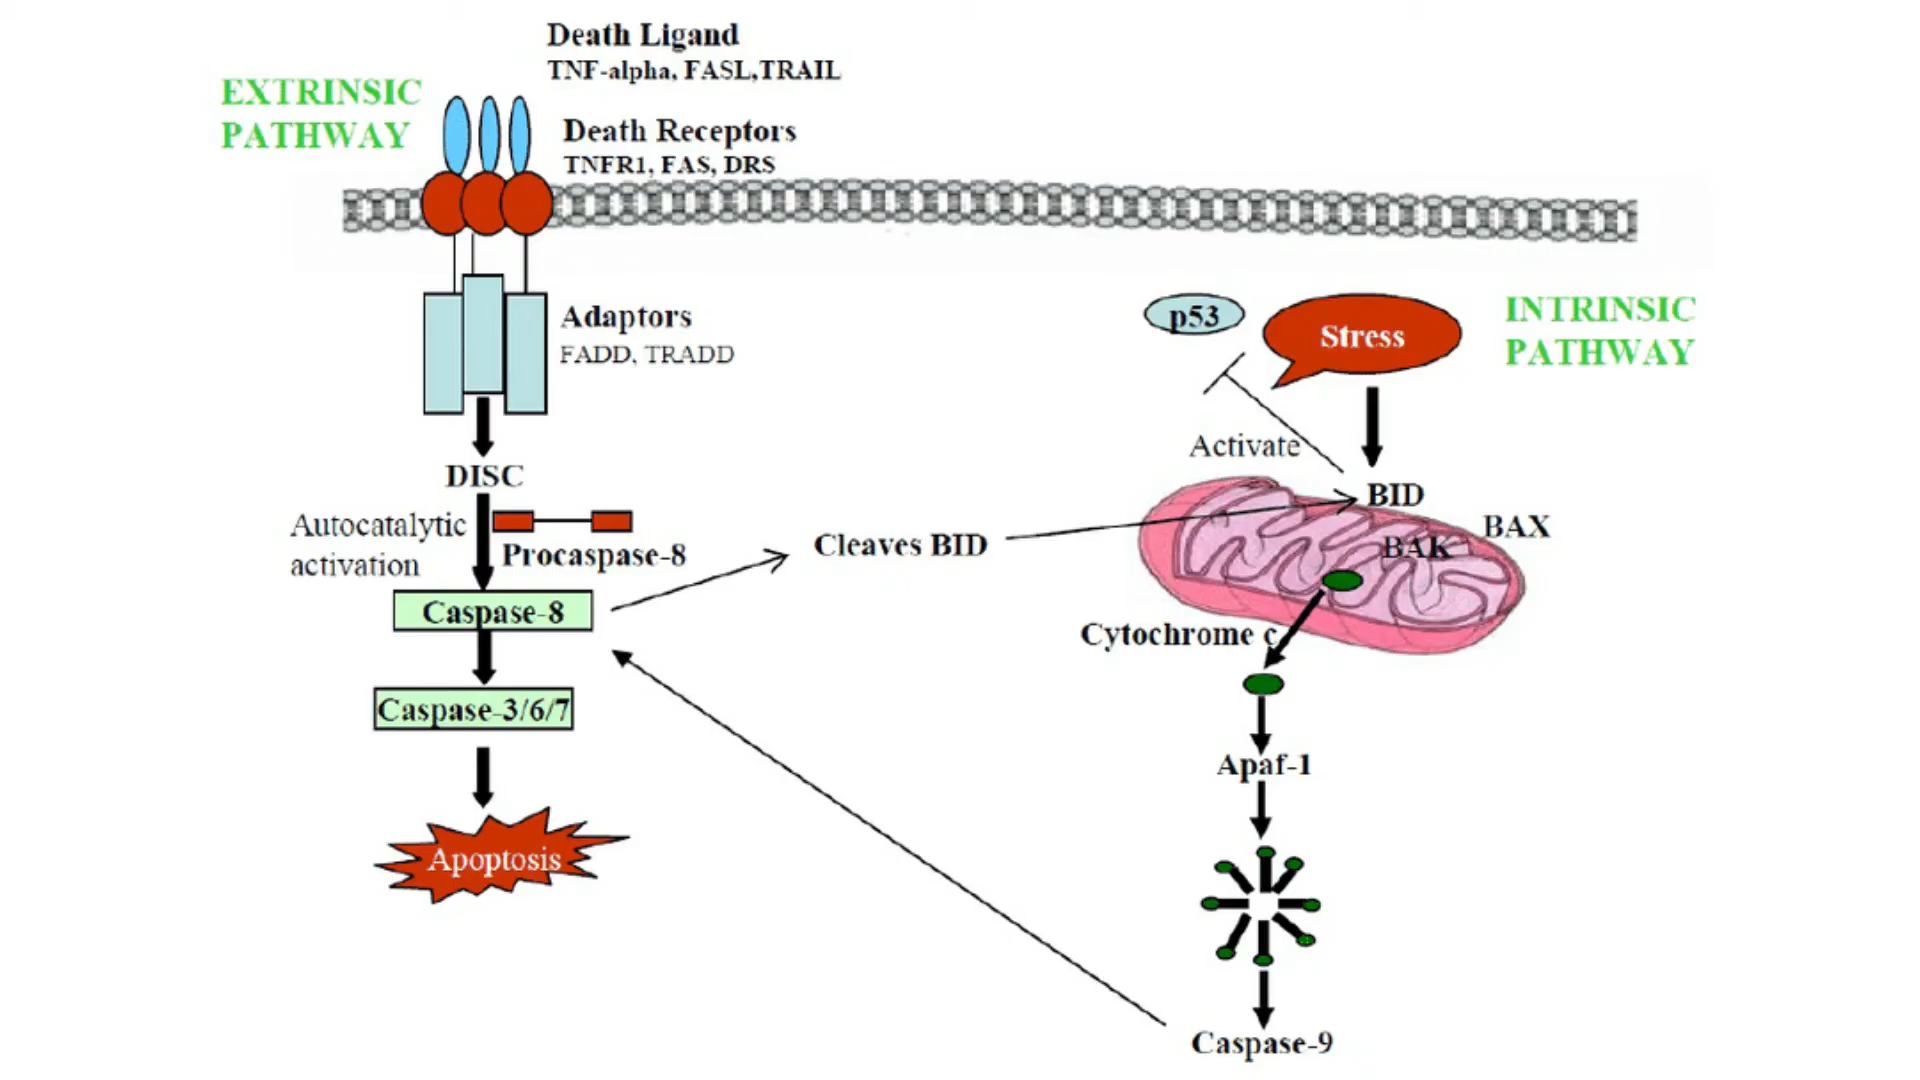 Death Ligand
TNF-alpha, FASL,TRAIL
EXTRINSIC
PATHWAY
Death Receptors
TNFR1, FAS, DRS
Adaptors
FADD, TRADD
p53
Stress
INTRINSIC
PATHWAY
Activate
DISC
Autocatalytic
activation
Procaspase-8
Cleaves BID
BID
BAX
BAK
Caspase-8
Cytochrome c
Caspase-3/6/7
Apaf-1
Apoptosis
Caspase-9